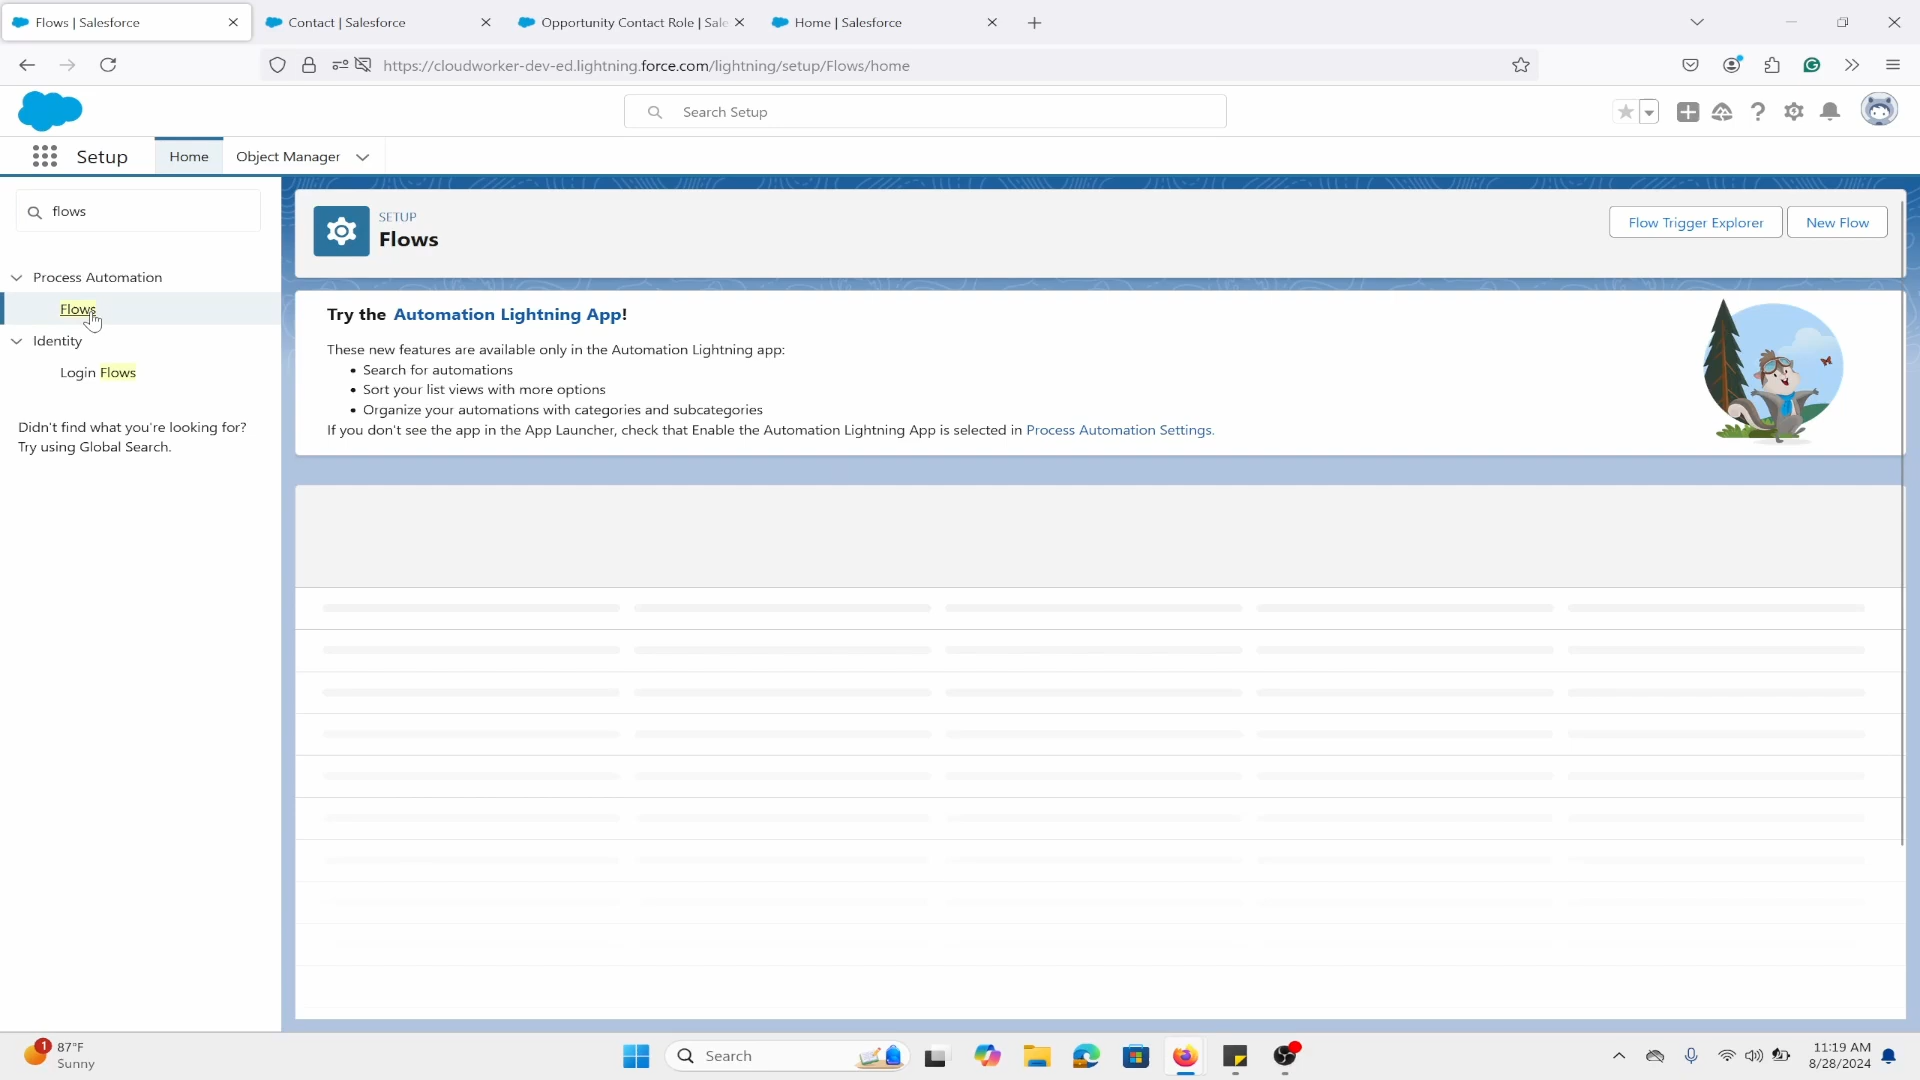 Flows | Salesforce
Contact | Salesforce
Opportunity Contact Role | Sale
Home | Salesforce
https://cloudworker-dev-ed.lightning.force.com/lightning/setup/Flows/home
Search Setup
Setup
Home
Object Manager
flows
Process Automation
Flows
Identity
Login Flows
Didn't find what you're looking for?
Try using Global Search.
SETUP
Flows
Flow Trigger Explorer
New Flow
Try the Automation Lightning App!
These new features are available only in the Automation Lightning app:
• Search for automations
• Sort your list views with more options
• Organize your automations with categories and subcategories
If you don't see the app in the App Launcher, check that Enable the Automation Lightning App is selected in Process Automation Settings.
1
87°F
Sunny
Search
11:19 AM
8/28/2024